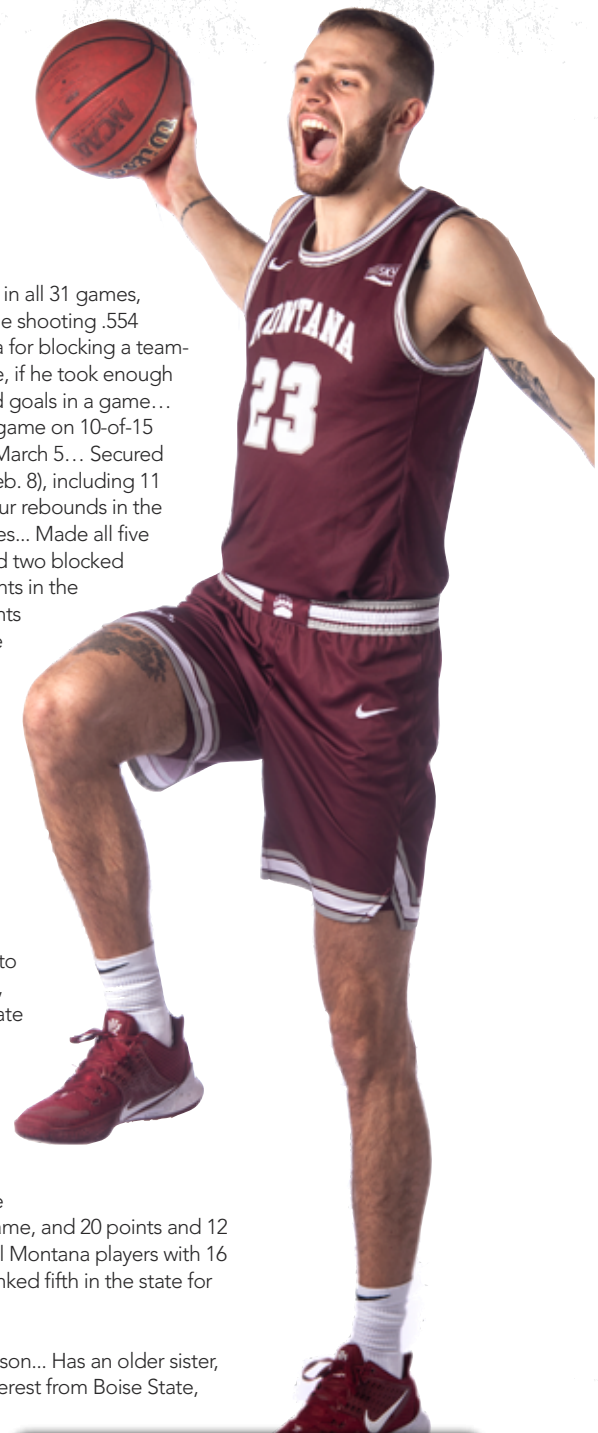 NCAA
in all 31 games,
e shooting .554
a for blocking a team-
e, if he took enough
d goals in a game…
game on 10-of-15
March 5… Secured
eb. 8), including 11
ur rebounds in the
es... Made all five
d two blocked
nts in the
nts
e
MONTANA
23
to
,
ate
e
ame, and 20 points and 12
l Montana players with 16
nked fifth in the state for
son... Has an older sister,
erest from Boise State,